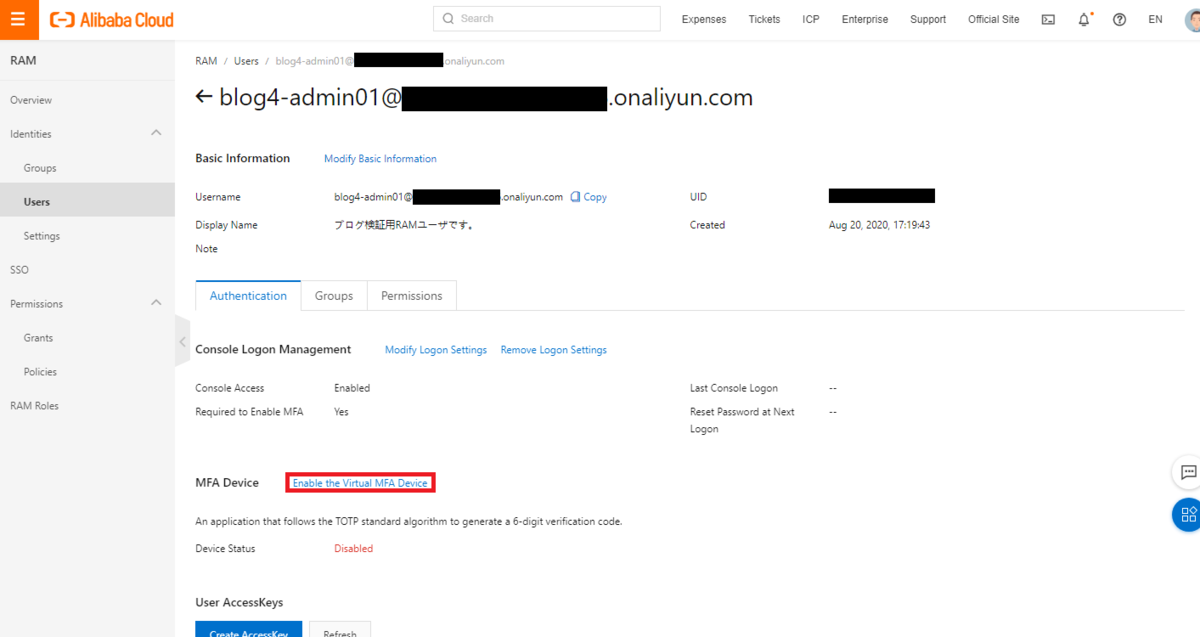 Alibaba Cloud
Search
Expenses Tickets ICP Enterprise Support Official Site EN
RAM
Overview
Identities
Groups
Users
Settings
SSO
Permissions
Grants
Policies
RAM Roles
RAM / Users / blog4-admin01@ .onaliyun.com
blog4-admin01@ .onaliyun.com
Basic Information Modify Basic Information
Username blog4-admin01@ .onaliyun.com Copy UID
Display Name ブログ検証用RAMユーザです。 Created Aug 20, 2020, 17:19:43
Note
Authentication Groups Permissions
Console Logon Management Modify Logon Settings Remove Logon Settings
Console Access Enabled Last Console Logon --
Required to Enable MFA Yes Reset Password at Next Logon --
MFA Device Enable the Virtual MFA Device
An application that follows the TOTP standard algorithm to generate a 6-digit verification code.
Device Status Disabled
User AccessKeys
Create AccessKey Refresh